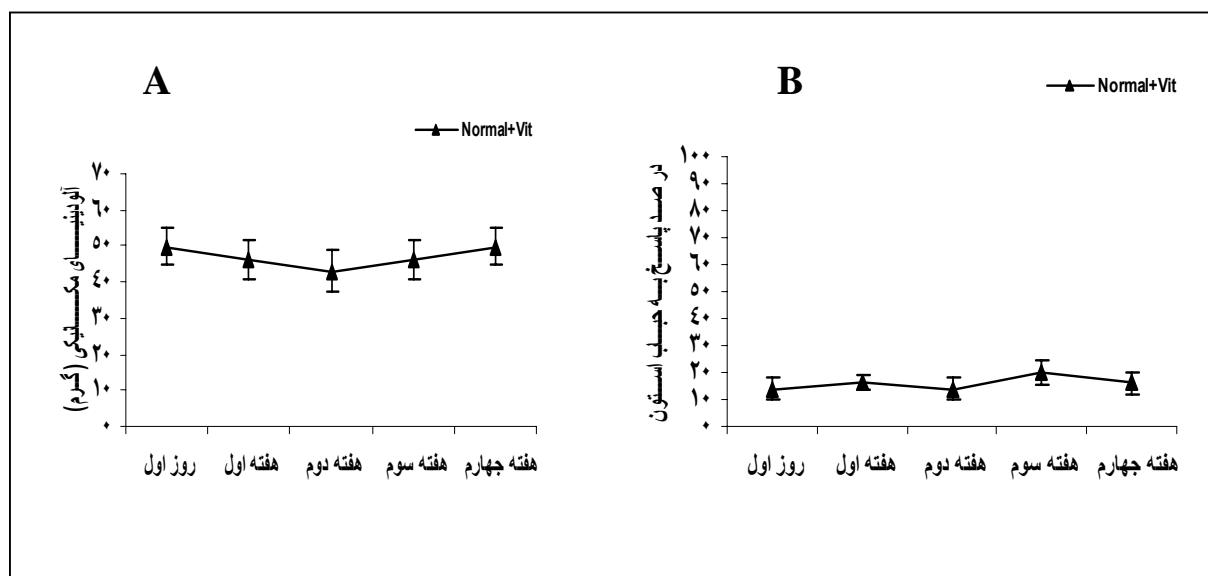 A
Normal+Vit
آلودینیای مکانیکی (گرم)
۷۰
۶۰
۵۰
۴۰
۳۰
۲۰
۱۰
۰
روز اول
هفته اول
هفته دوم
هفته سوم
هفته چهارم
B
Normal+Vit
در صد پاسخ به حباب استون
۱۰۰
۹۰
۸۰
۷۰
۶۰
۵۰
۴۰
۳۰
۲۰
۱۰
۰
روز اول
هفته اول
هفته دوم
هفته سوم
هفته چهارم